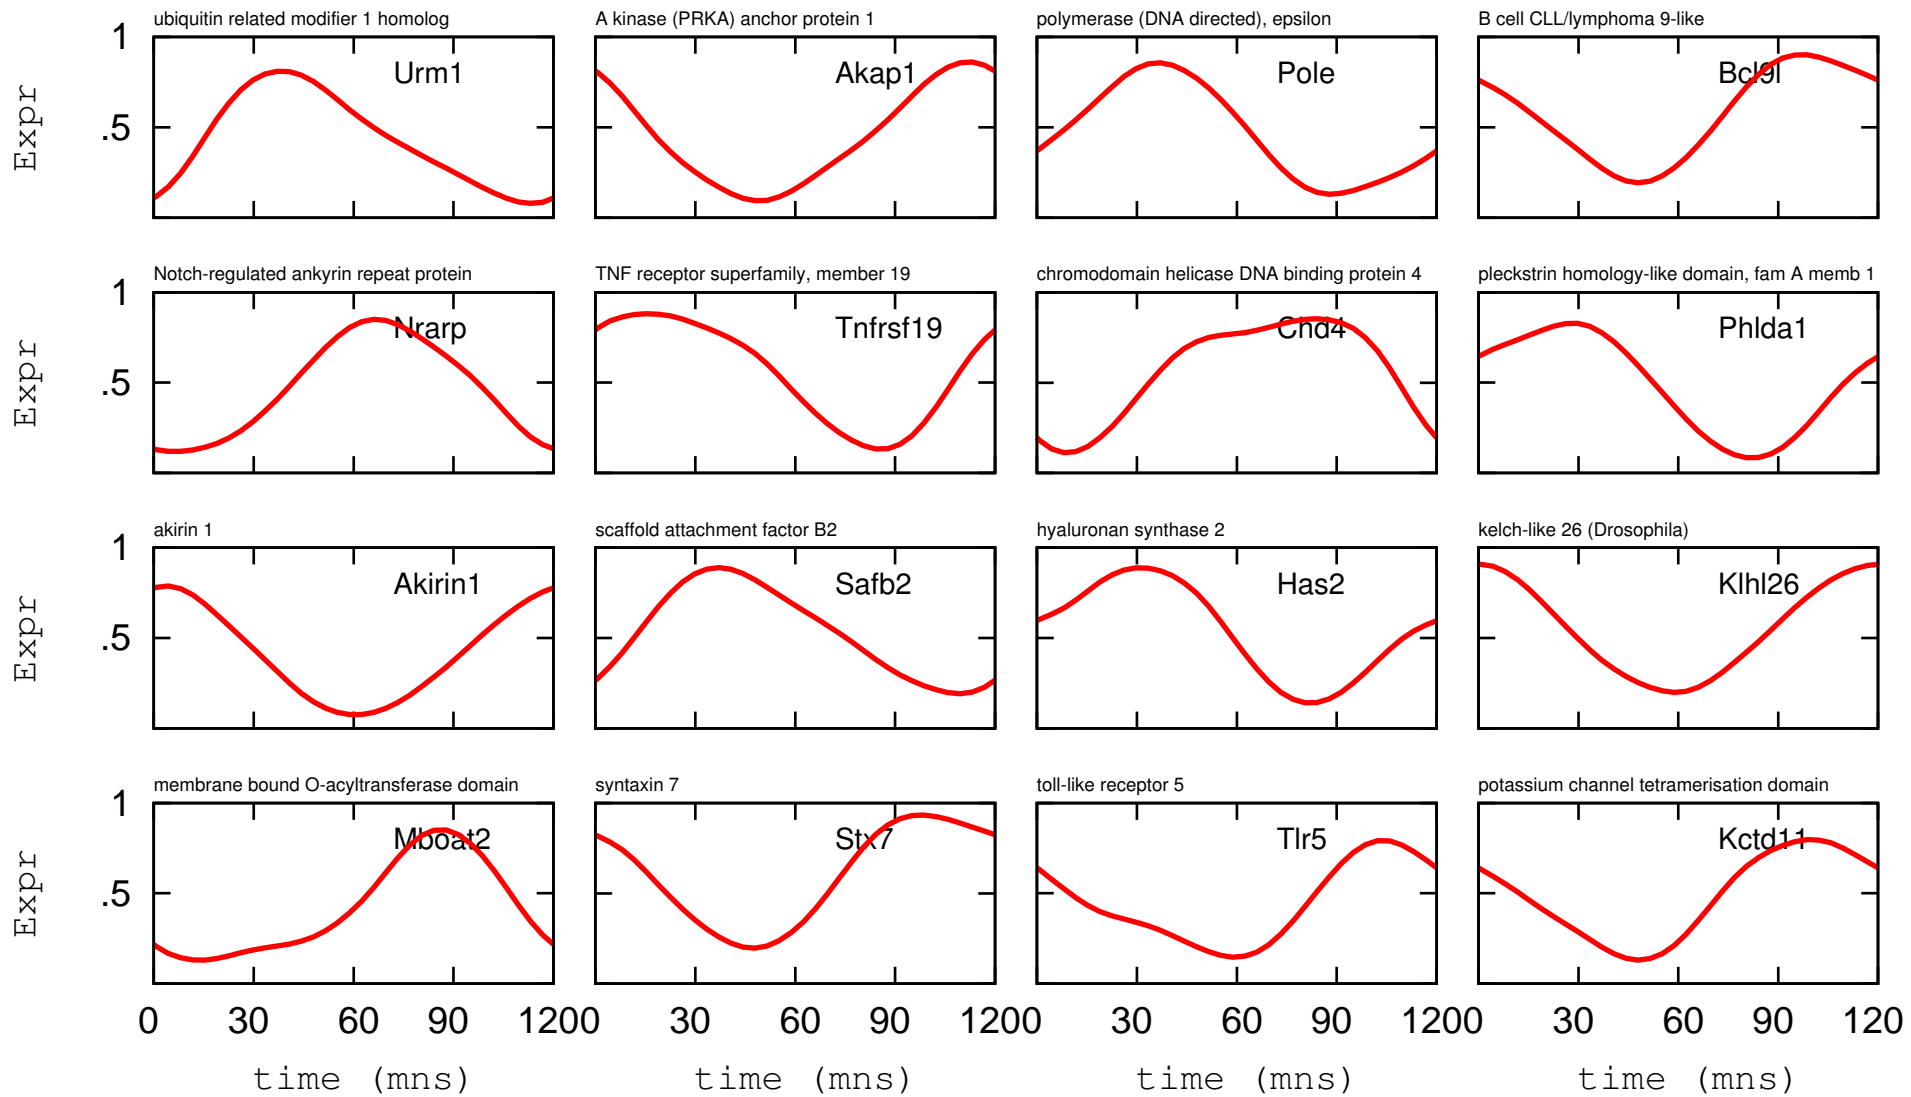 ubiquitin related modifier 1 homolog
A kinase (PRKA) anchor protein 1
polymerase (DNA directed), epsilon
B cell CLL/lymphoma 9-like
1
.5
Expr
Urm1
Akap1
Pole
Bcl9l
Notch-regulated ankyrin repeat protein
TNF receptor superfamily, member 19
chromodomain helicase DNA binding protein 4
pleckstrin homology-like domain, fam A memb 1
1
.5
Expr
Nrarp
Tnfrsf19
Chd4
Phlda1
akirin 1
scaffold attachment factor B2
hyaluronan synthase 2
kelch-like 26 (Drosophila)
1
.5
Expr
Akirin1
Safb2
Has2
Klhl26
membrane bound O-acyltransferase domain
syntaxin 7
toll-like receptor 5
potassium channel tetramerisation domain
1
.5
Expr
Mboat2
Stx7
Tlr5
Kctd11
0 30 60 90 1200 30 60 90 1200 30 60 90 1200 30 60 90 120
time (mns)
time (mns)
time (mns)
time (mns)